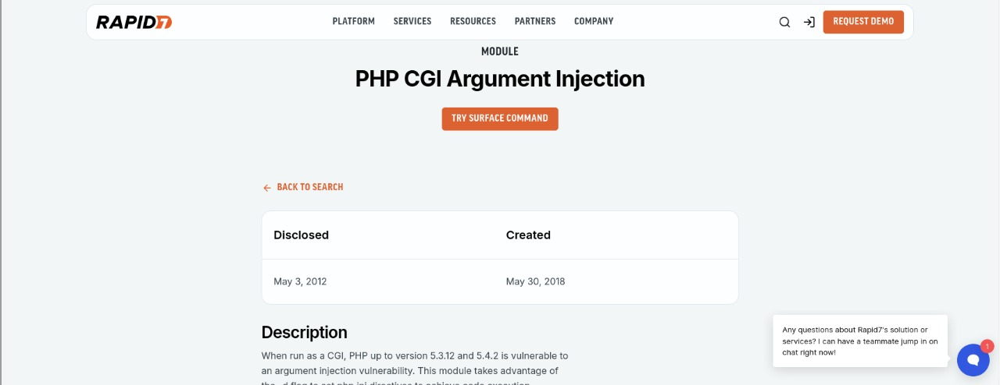 RAPID7
PLATFORM SERVICES RESOURCES PARTNERS COMPANY
REQUEST DEMO
MODULE
PHP CGI Argument Injection
TRY SURFACE COMMAND
BACK TO SEARCH
Disclosed Created
May 3, 2012 May 30, 2018
Description
When run as a CGI, PHP up to version 5.3.12 and 5.4.2 is vulnerable to
an argument injection vulnerability. This module takes advantage of
the -d flag to set php.ini directives to achieve code execution.
Any questions about Rapid7's solution or
services? I can have a teammate jump in on
chat right now!
1